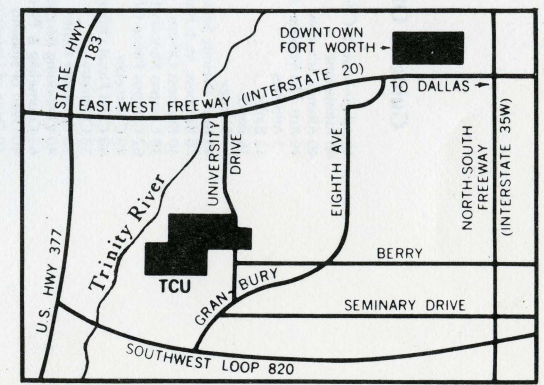 STATE HWY
183
DOWNTOWN
FORT WORTH
TO DALLAS
EAST-WEST FREEWAY (INTERSTATE 20)
UNIVERSITY
DRIVE
EIGHTH AVE
NORTH-SOUTH
FREEWAY
(INTERSTATE 35W)
Trinity River
U.S. HWY 377
TCU
BERRY
GRAN-BURY
SEMINARY DRIVE
SOUTHWEST LOOP 820